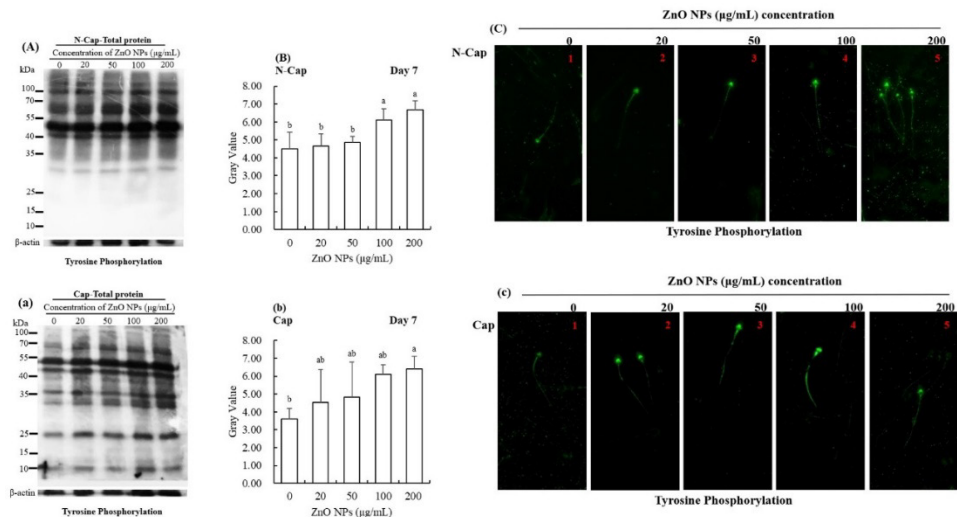 (A)
N-Cap-Total protein
Concentration of ZnO NPs (μg/mL)
kDa 0 20 50 100 200
100
70
55
40
35
25
15
10
β-actin
Tyrosine Phosphorylation
(B)
N-Cap Day 7
Gray Value
8.00
7.00
6.00
5.00
4.00
3.00
2.00
1.00
0.00
b b b a a
0 20 50 100 200
ZnO NPs (μg/mL)
(C)
ZnO NPs (μg/mL) concentration
0 20 50 100 200
N-Cap
1 2 3 4 5
Tyrosine Phosphorylation
(a)
Cap-Total protein
Concentration of ZnO NPs (μg/mL)
kDa 0 20 50 100 200
100
70
55
40
35
25
15
10
β-actin
Tyrosine Phosphorylation
(b)
Cap Day 7
Gray Value
8.00
7.00
6.00
5.00
4.00
3.00
2.00
1.00
0.00
b ab ab ab a
0 20 50 100 200
ZnO NPs (μg/mL)
(c)
ZnO NPs (μg/mL) concentration
0 20 50 100 200
Cap
1 2 3 4 5
Tyrosine Phosphorylation